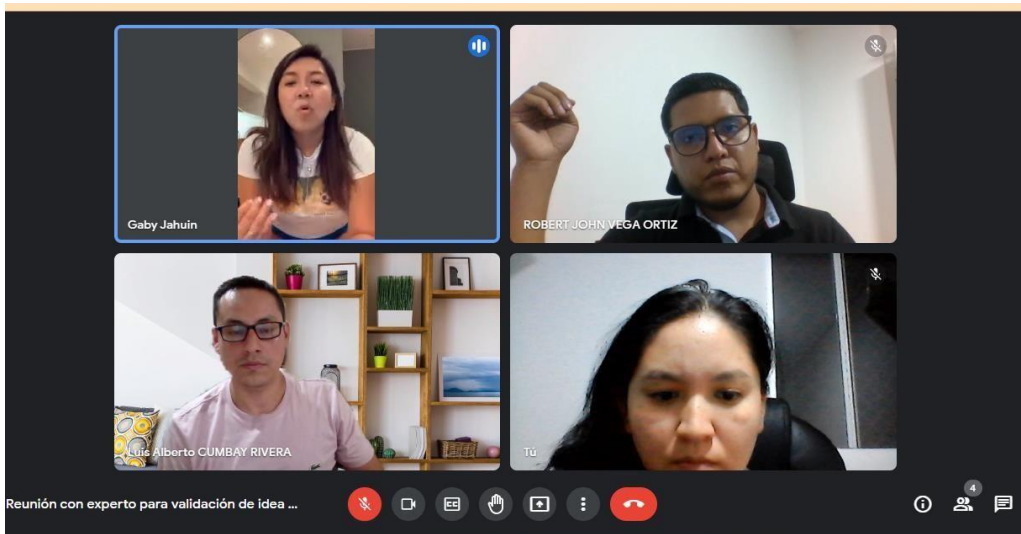 Gaby Jahuin
ROBERT JOHN VEGA ORTIZ
Luis Alberto CUMBAY RIVERA
Tú
Reunión con experto para validación de idea ...
CC
4